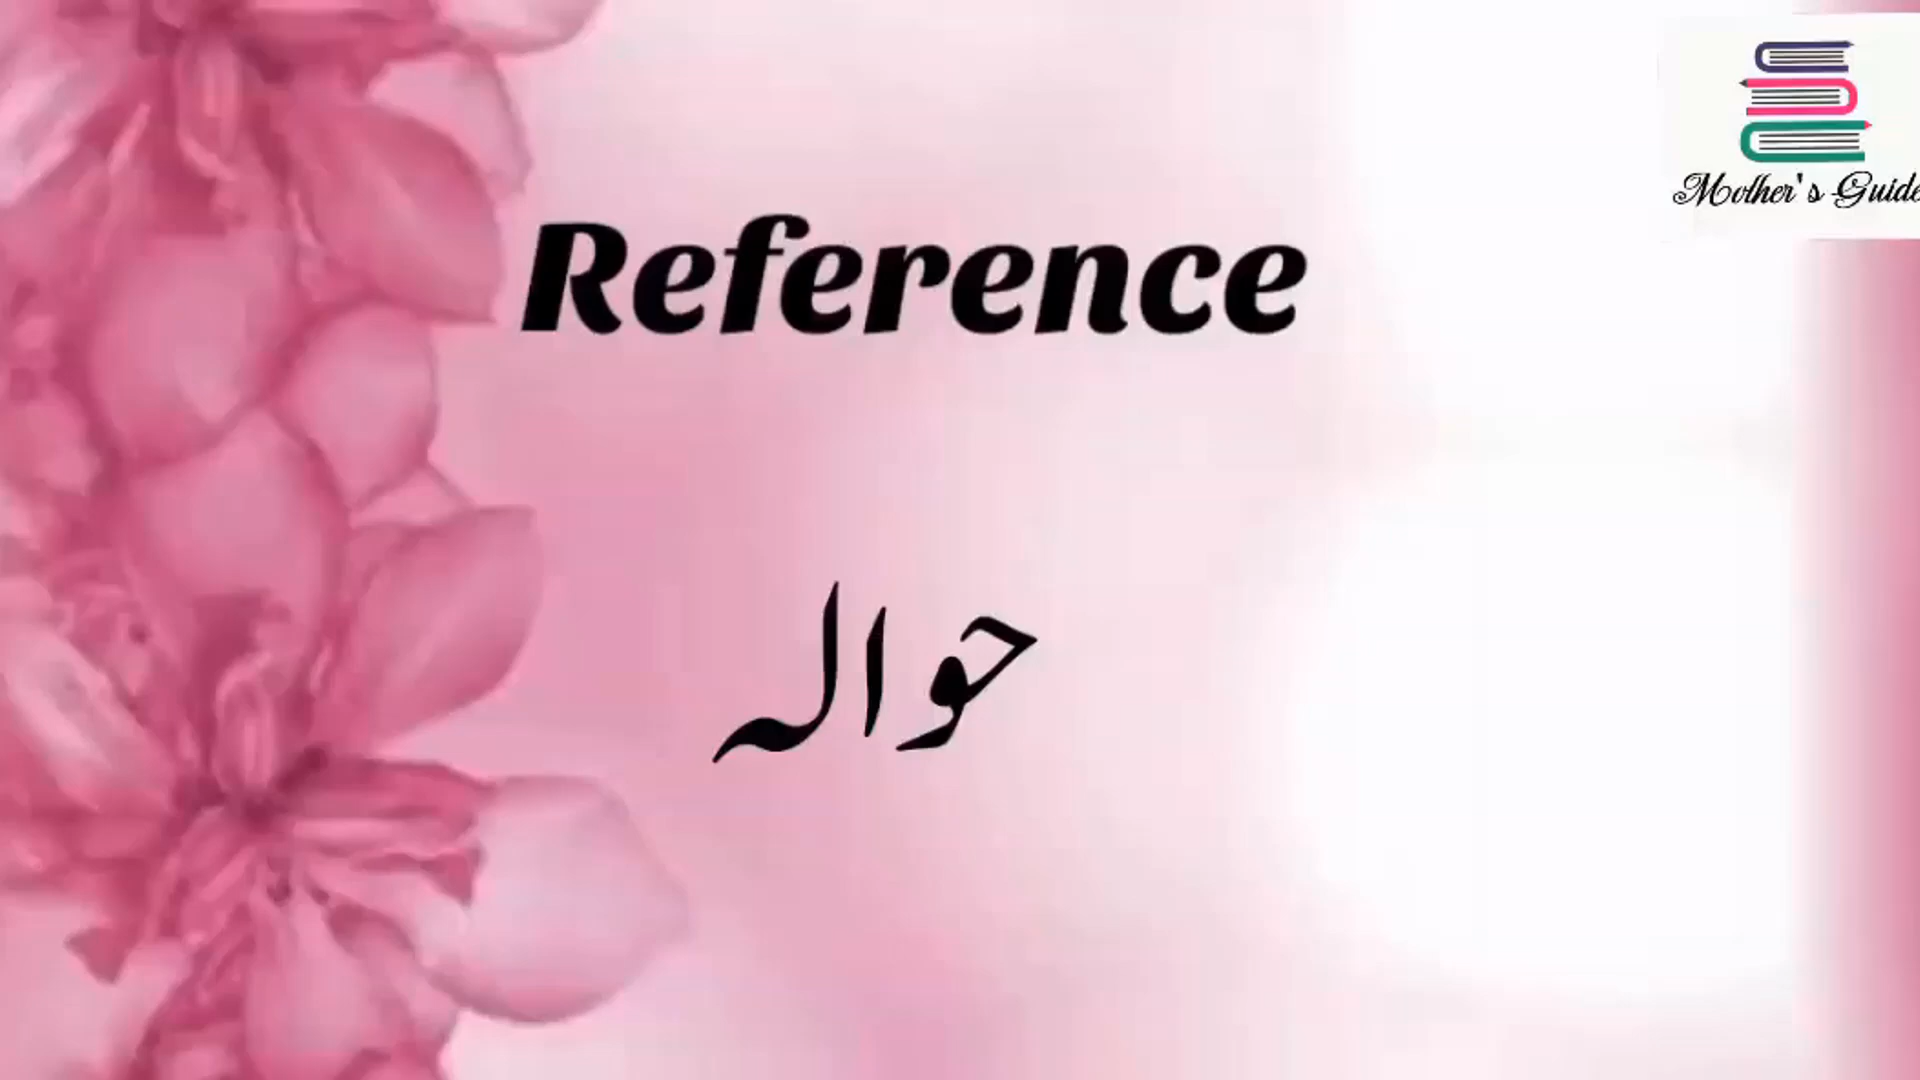 Mother's Guide
Reference
حوالہ